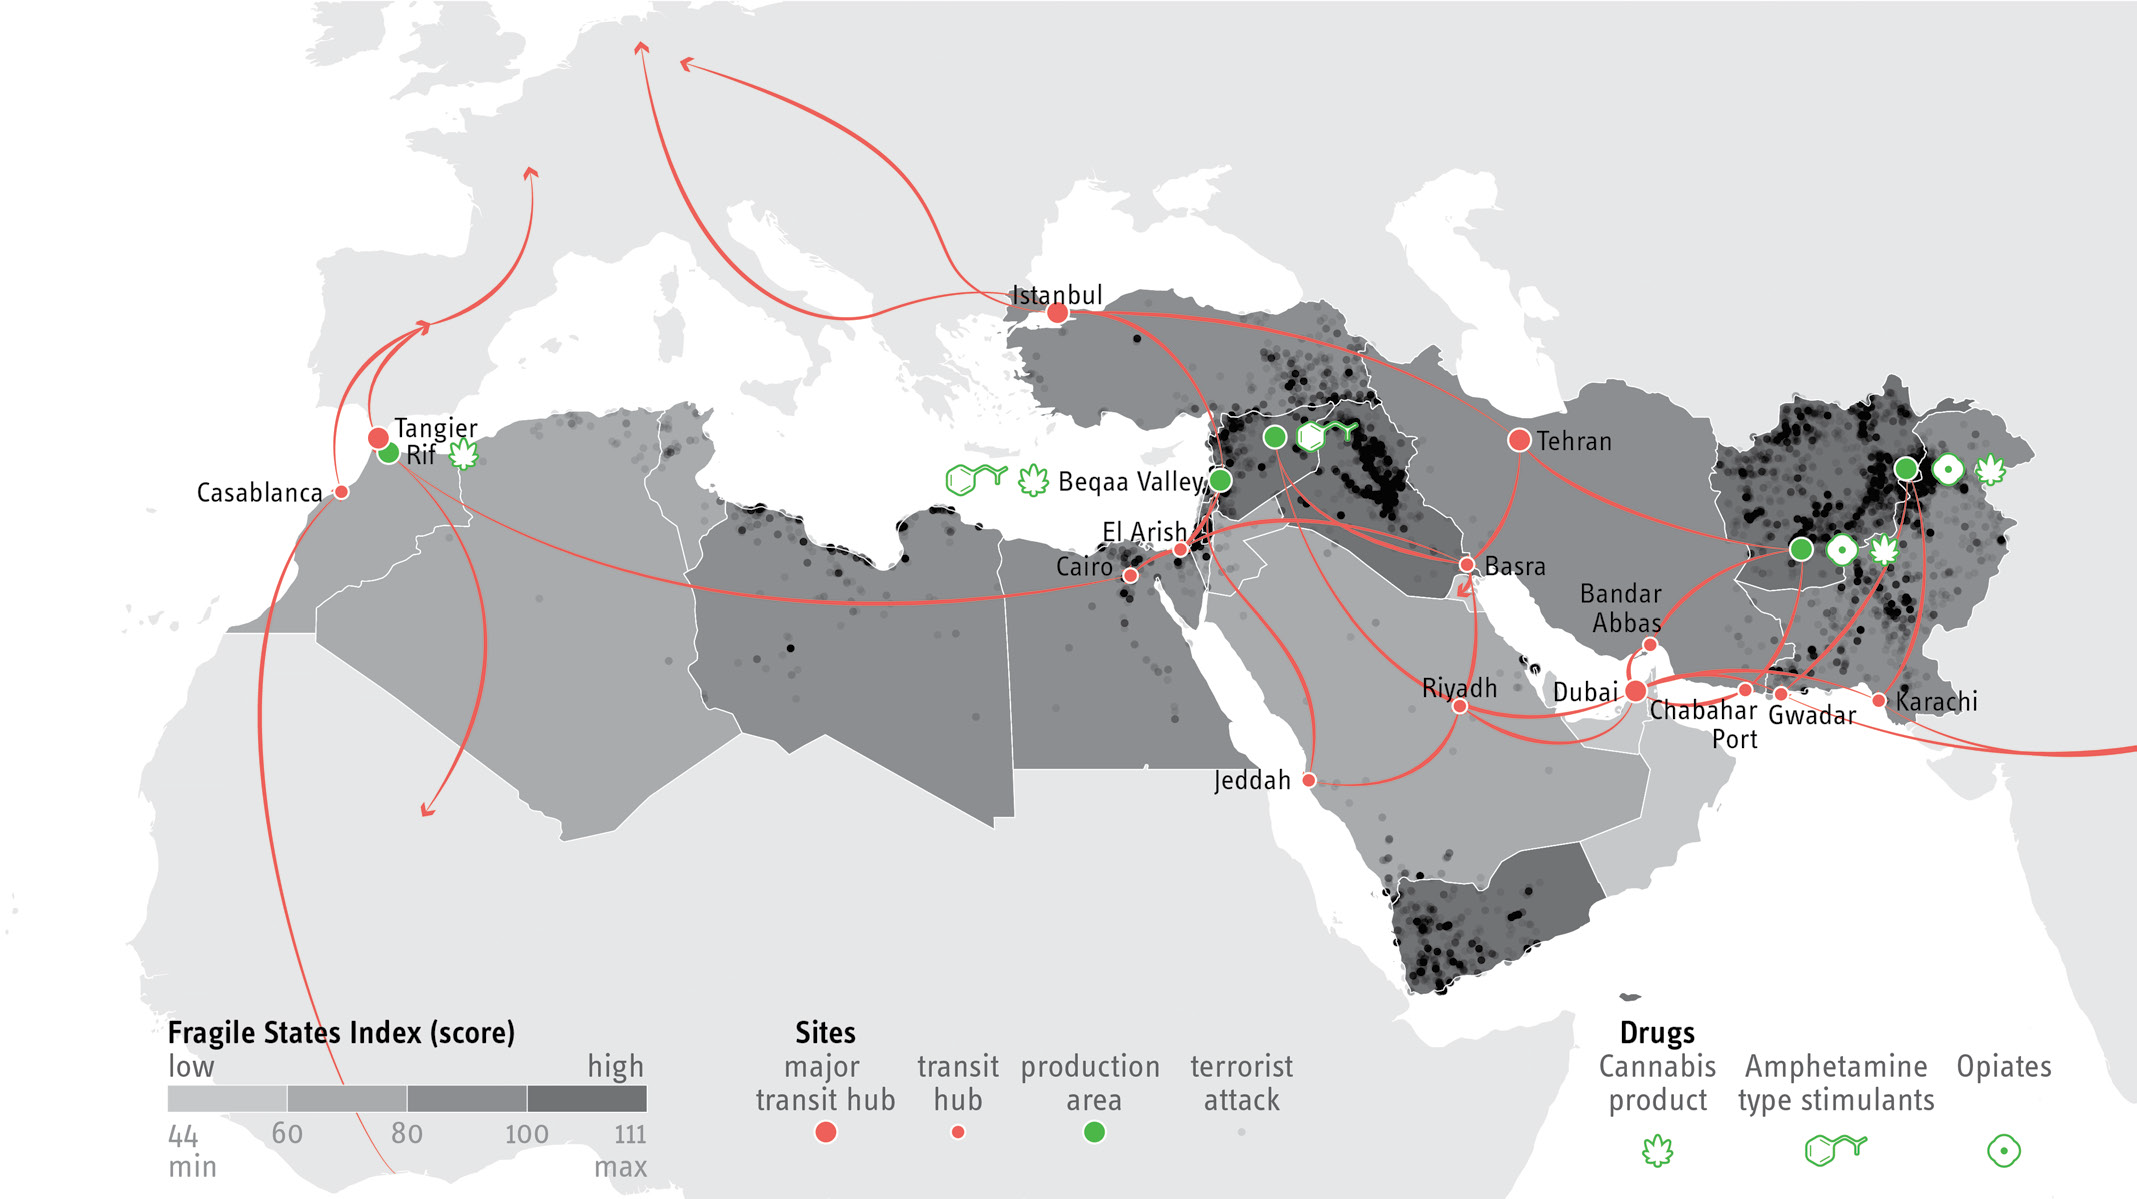 Istanbul
Tangier
Rif
Casablanca
Tehran
Beqaa Valley
El Arish
Cairo
Basra
Bandar
Abbas
Riyadh
Dubai
Chabahar
Port
Gwadar
Karachi
Jeddah
Fragile States Index (score)
low high
44 60 80 100 111
min max
Sites
major
transit hub
transit
hub
production
area
terrorist
attack
Drugs
Cannabis
product
Amphetamine
type stimulants
Opiates